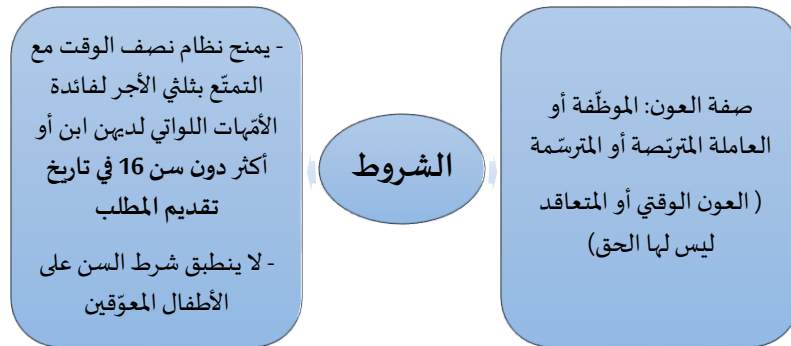 الشروط
صفة العون: الموظّفة أو
العاملة المتربّصة أو المترسّمة
( العون الوقتي أو المتعاقد
ليس لها الحق)
- يمنح نظام نصف الوقت مع
التمتّع بثلثي الأجر لفائدة
الأمّهات اللواتي لديهن ابن أو
أكثر دون سن 16 في تاريخ
تقديم المطلب
- لا ينطبق شرط السن على
الأطفال المعوّقين